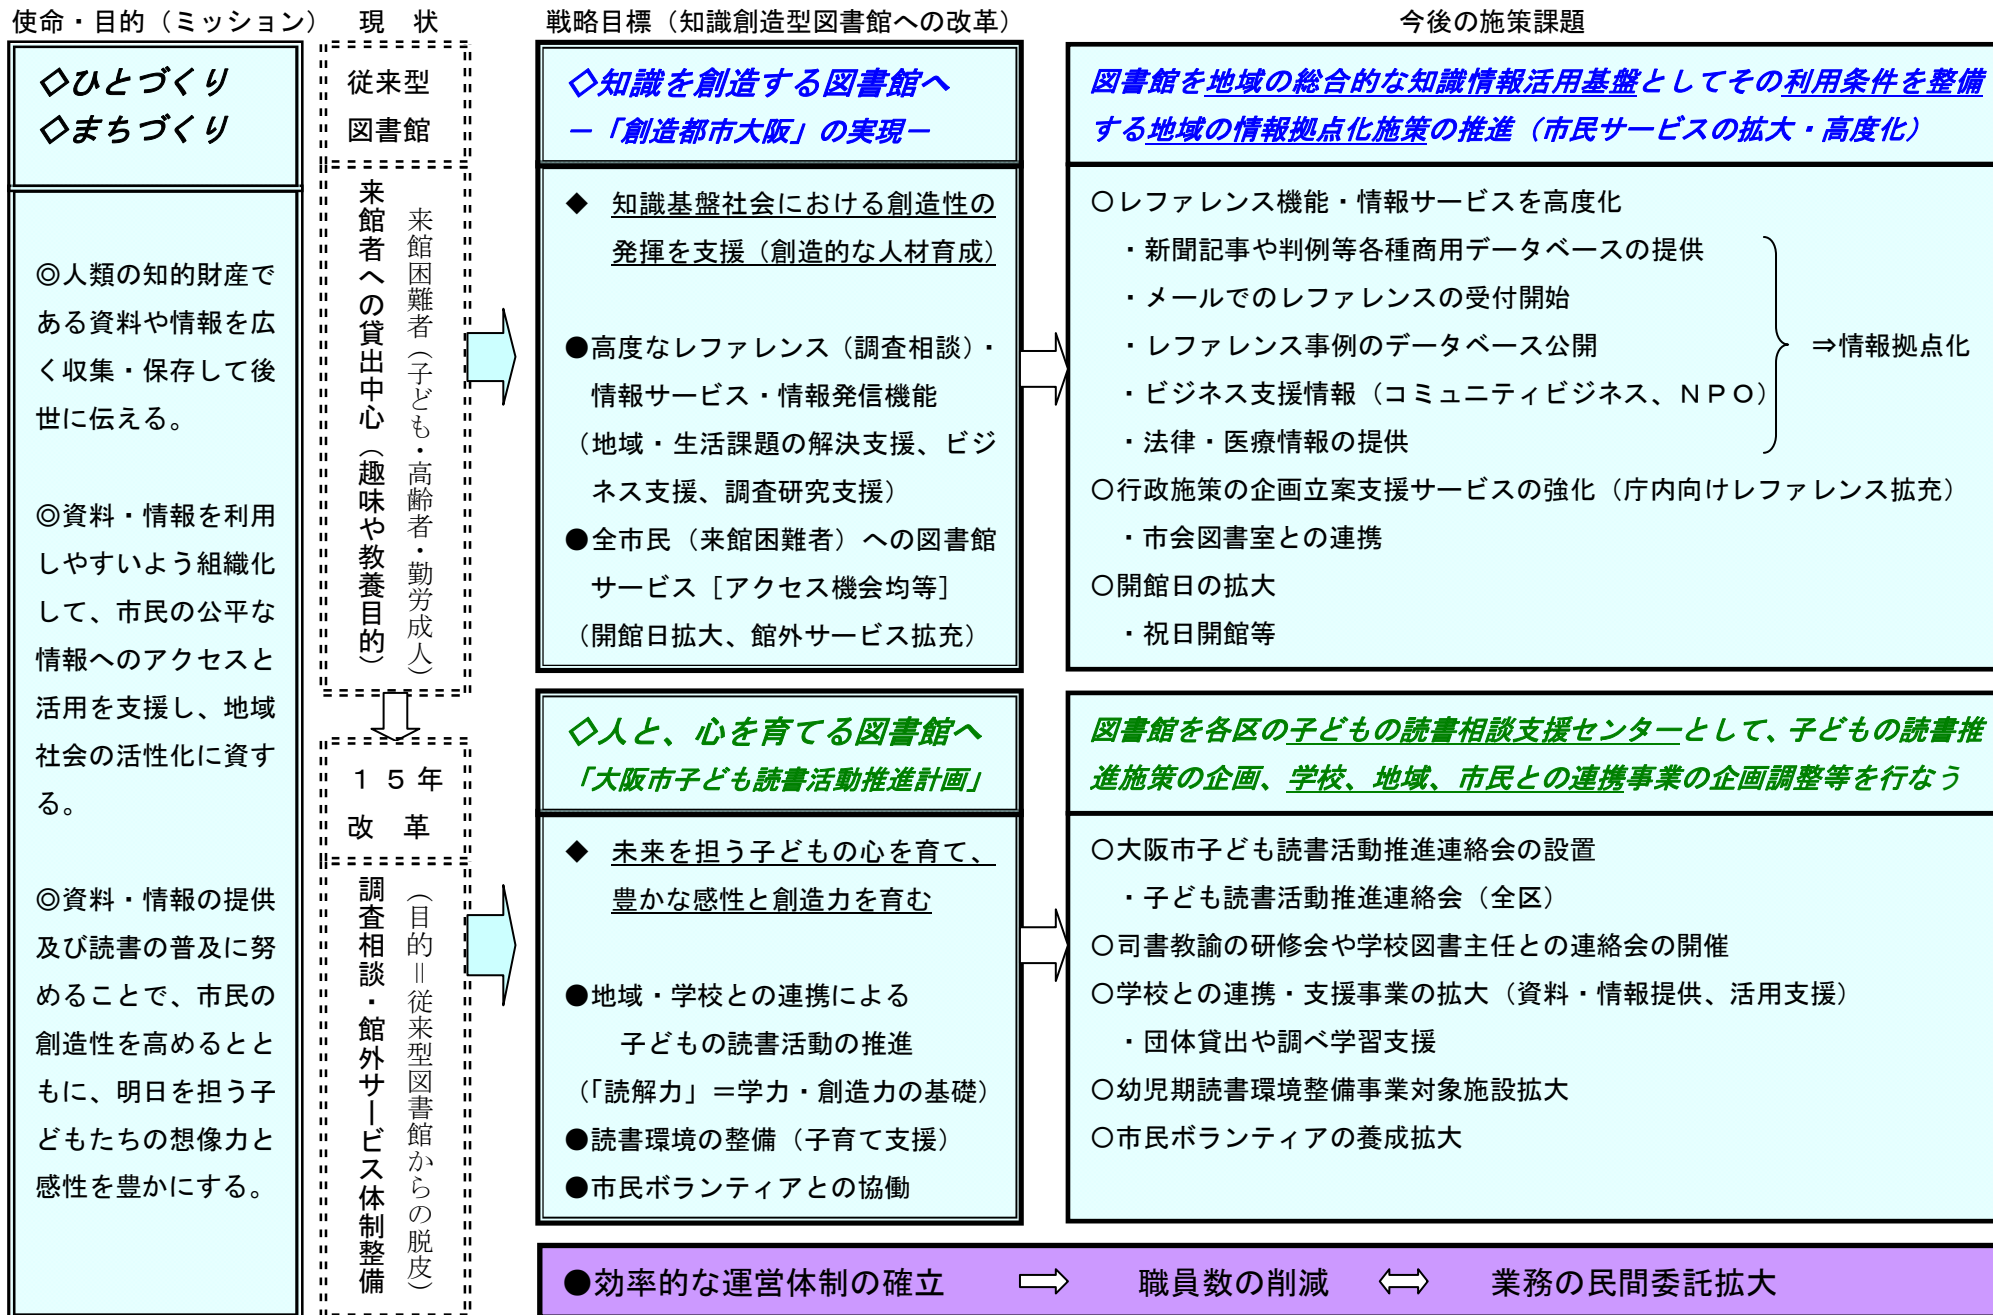 使命・目的（ミッション）
◇ひとづくり
◇まちづくり
◎人類の知的財産で
ある資料や情報を広
く収集・保存して後
世に伝える。
◎資料・情報を利用
しやすいよう組織化
して、市民の公平な
情報へのアクセスと
活用を支援し、地域
社会の活性化に資す
る。
◎資料・情報の提供
及び読書の普及に努
めることで、市民の
創造性を高めるとと
もに、明日を担う子
どもたちの想像力と
感性を豊かにする。
現　状
従来型
図書館
来館困難者（子ども・高齢者・勤労成人）
来館者への貸出中心（趣味や教養目的）
１５年
改　革
（目的＝従来型図書館からの脱皮）
調査相談・館外サービス体制整備
戦略目標（知識創造型図書館への改革）
◇知識を創造する図書館へ
－「創造都市大阪」の実現－
◆　知識基盤社会における創造性の
発揮を支援（創造的な人材育成）
●高度なレファレンス（調査相談）・
情報サービス・情報発信機能
（地域・生活課題の解決支援、ビジ
ネス支援、調査研究支援）
●全市民（来館困難者）への図書館
サービス［アクセス機会均等］
（開館日拡大、館外サービス拡充）
◇人と、心を育てる図書館へ
「大阪市子ども読書活動推進計画」
◆　未来を担う子どもの心を育て、
豊かな感性と創造力を育む
●地域・学校との連携による
子どもの読書活動の推進
（「読解力」＝学力・創造力の基礎）
●読書環境の整備（子育て支援）
●市民ボランティアとの協働
今後の施策課題
図書館を地域の総合的な知識情報活用基盤としてその利用条件を整備
する地域の情報拠点化施策の推進（市民サービスの拡大・高度化）
○レファレンス機能・情報サービスを高度化
・新聞記事や判例等各種商用データベースの提供
・メールでのレファレンスの受付開始
・レファレンス事例のデータベース公開
・ビジネス支援情報（コミュニティビジネス、ＮＰＯ）
・法律・医療情報の提供
⇒情報拠点化
○行政施策の企画立案支援サービスの強化（庁内向けレファレンス拡充）
・市会図書室との連携
○開館日の拡大
・祝日開館等
図書館を各区の子どもの読書相談支援センターとして、子どもの読書推
進施策の企画、学校、地域、市民との連携事業の企画調整等を行なう
○大阪市子ども読書活動推進連絡会の設置
・子ども読書活動推進連絡会（全区）
○司書教諭の研修会や学校図書主任との連絡会の開催
○学校との連携・支援事業の拡大（資料・情報提供、活用支援）
・団体貸出や調べ学習支援
○幼児期読書環境整備事業対象施設拡大
○市民ボランティアの養成拡大
●効率的な運営体制の確立　⇨　職員数の削減　⇔　業務の民間委託拡大